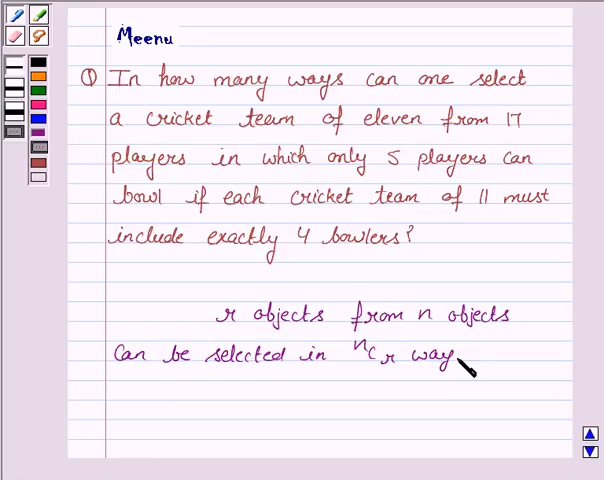 Meenu
① In how many ways can one select
a cricket team of eleven from 17
players in which only 5 players can
bowl if each cricket team of 11 must
include exactly 4 bowlers?
r objects from n objects
Can be selected in ⁿCr way